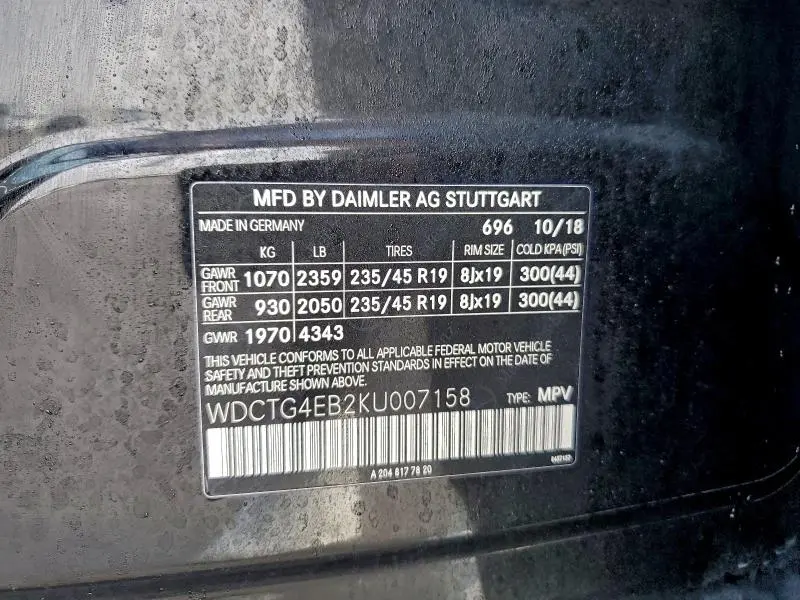 MFD BY DAIMLER AG STUTTGART
MADE IN GERMANY 696 10/18
KG LB TIRES RIM SIZE COLD KPA (PSI)
GAWR FRONT 1070 2359 235/45 R19 8Jx19 300(44)
GAWR REAR 930 2050 235/45 R19 8Jx19 300(44)
GVWR 1970 4343
THIS VEHICLE CONFORMS TO ALL APPLICABLE FEDERAL MOTOR VEHICLE
SAFETY AND THEFT PREVENTION STANDARDS IN EFFECT ON THE DATE OF
MANUFACTURE.
WDCTG4EB2KU007158 TYPE: MPV
A 204 817 78 20